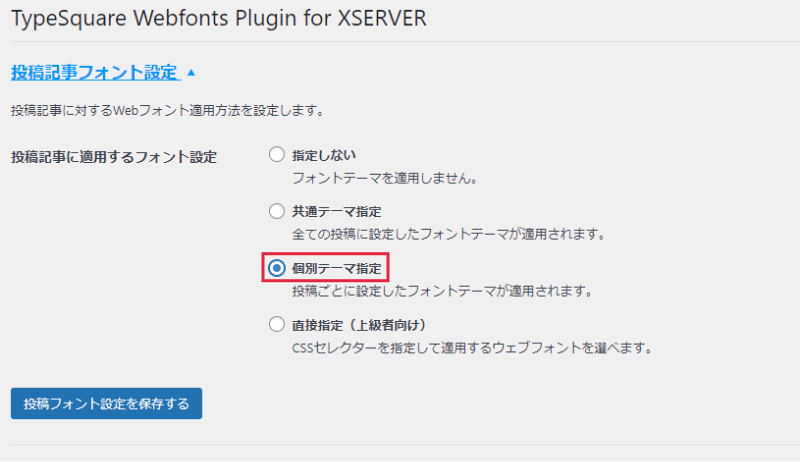 TypeSquare Webfonts Plugin for XSERVER
投稿記事フォント設定 ▲
投稿記事に対するWebフォント適用方法を設定します。
投稿記事に適用するフォント設定
指定しない
フォントテーマを適用しません。
共通テーマ指定
全ての投稿に設定したフォントテーマが適用されます。
個別テーマ指定
投稿ごとに設定したフォントテーマが適用されます。
直接指定（上級者向け）
CSSセレクターを指定して適用するウェブフォントを選べます。
投稿フォント設定を保存する